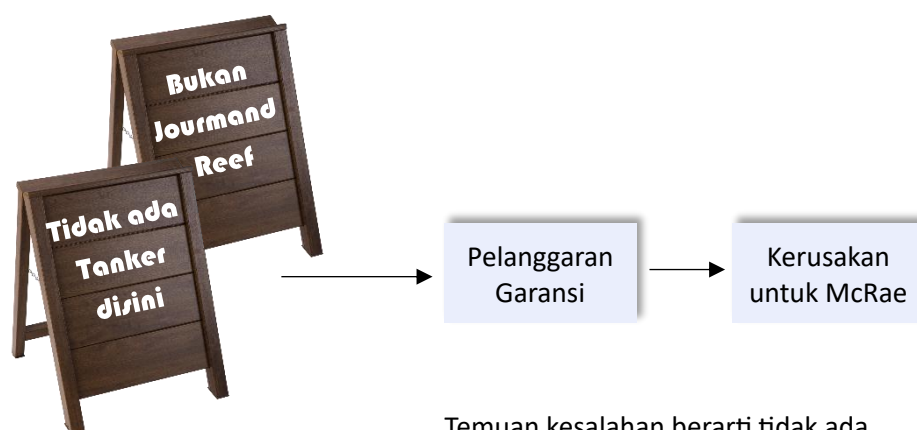 Bukan
Jourmand
Reef
Tidak ada
Tanker
disini
Pelanggaran
Garansi
Kerusakan
untuk McRae
Temuan kesalahan berarti tidak ada